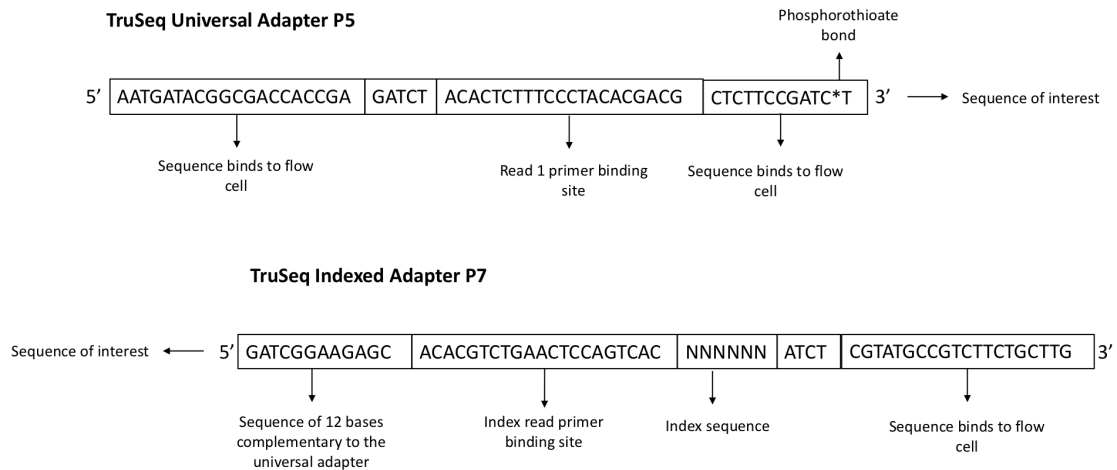 TruSeq Universal Adapter P5
Phosphorothioate
bond
5’ AATGATACGGCGACCACCGA GATCT ACACTCTTTCCCTACACGACG CTCTTCCGATC*T 3’ Sequence of interest
Sequence binds to flow
cell
Read 1 primer binding
site
Sequence binds to flow
cell
TruSeq Indexed Adapter P7
Sequence of interest 5’ GATCGGAAGAGC ACACGTCTGAACTCCAGTCAC NNNNNN ATCT CGTATGCCGTCTTCTGCTTG 3’
Sequence of 12 bases
complementary to the
universal adapter
Index read primer
binding site
Index sequence
Sequence binds to flow
cell